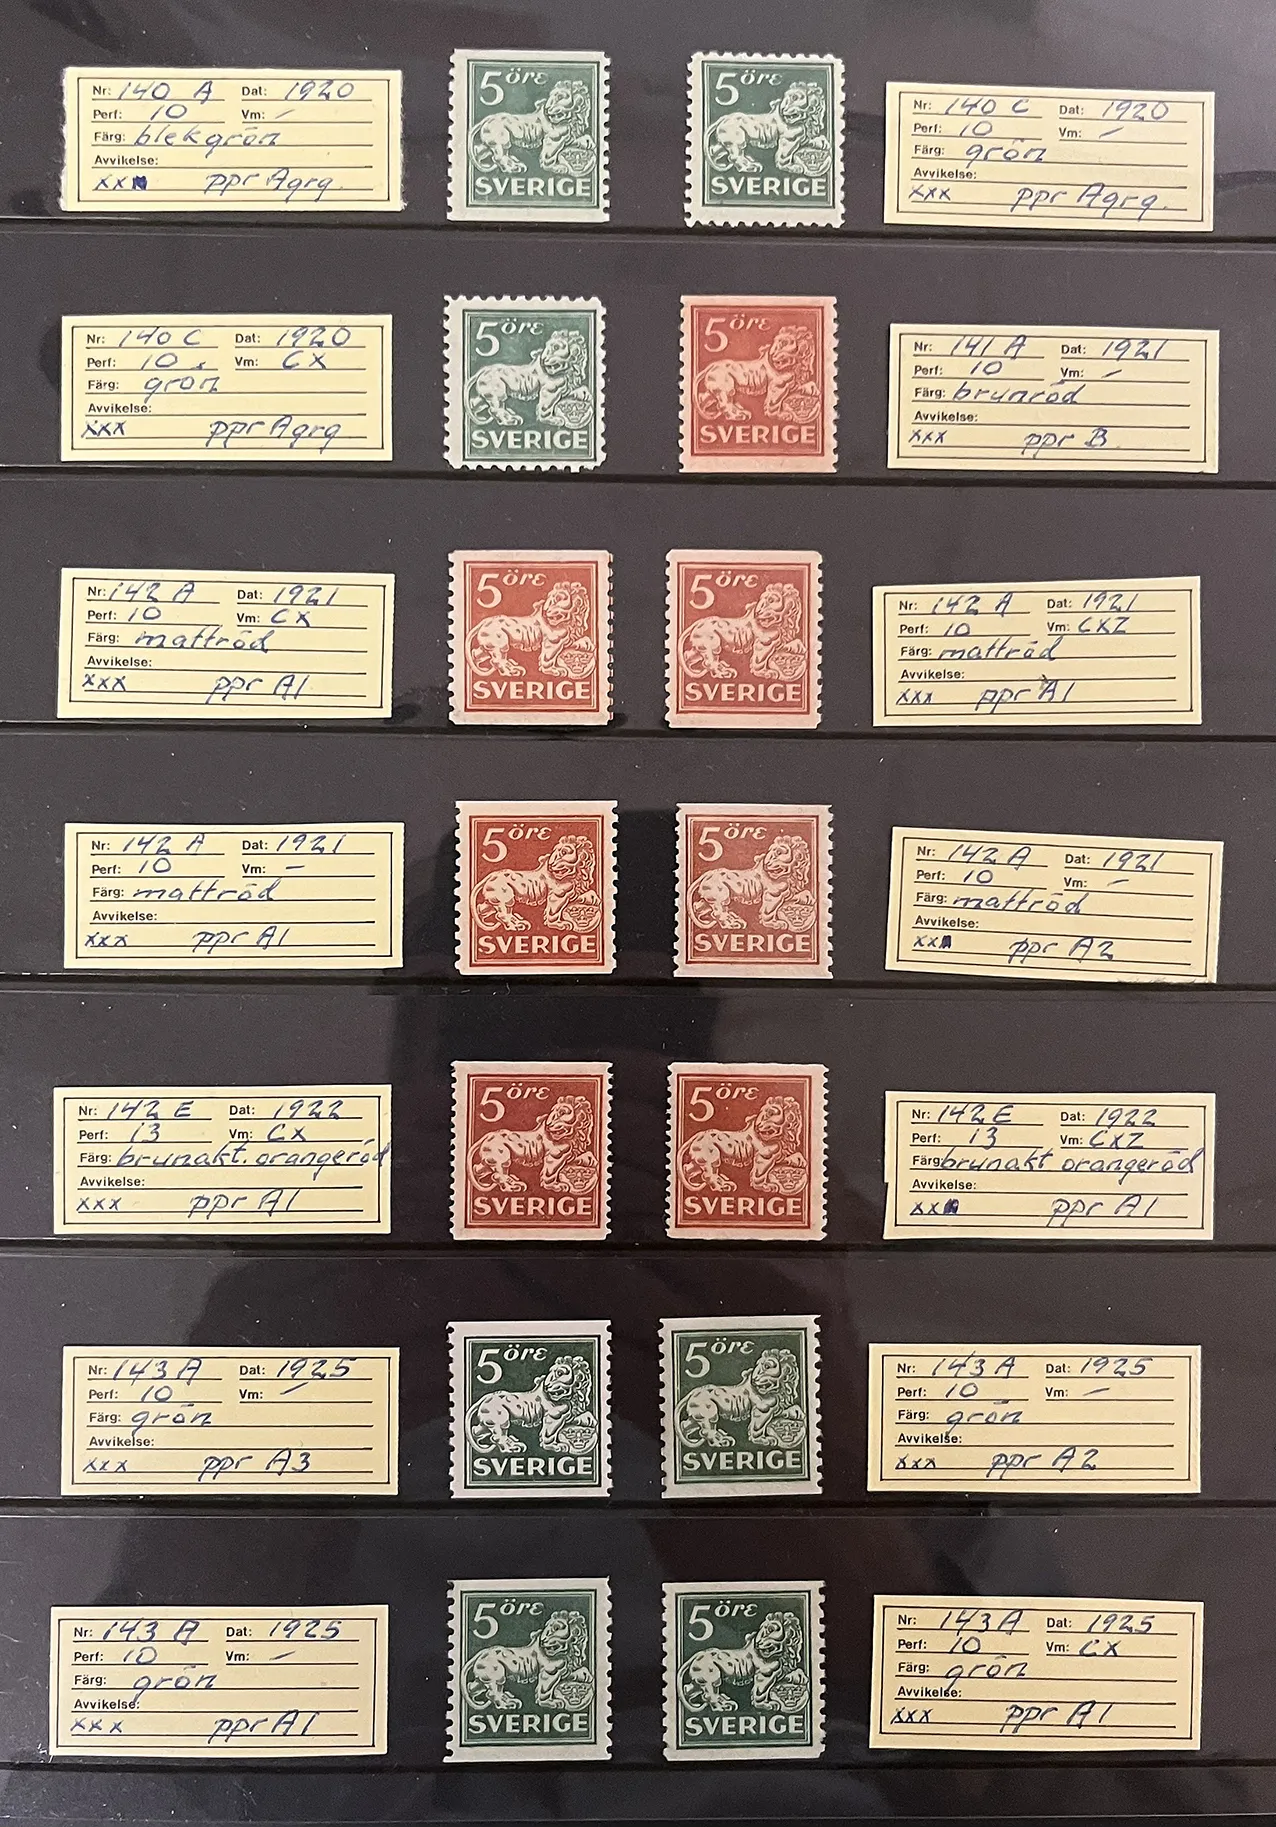 Nr: 140 A Dat: 1920
Perf: 10 Vm: -
Färg: blekgrön
Avvikelse:
xx ppr Agrg.
5 öre
SVERIGE
5 öre
SVERIGE
Nr: 140 C Dat: 1920
Perf: 10 Vm: -
Färg: grön
Avvikelse:
xxx ppr Agrg.
Nr: 140 C Dat: 1920
Perf: 10 Vm: CX
Färg: grön
Avvikelse:
xxx ppr Agrg
5 öre
SVERIGE
5 öre
SVERIGE
Nr: 141 A Dat: 1921
Perf: 10 Vm: -
Färg: brunröd
Avvikelse:
xxx ppr B
Nr: 142 A Dat: 1921
Perf: 10 Vm: CX
Färg: mattröd
Avvikelse:
xxx ppr A1
5 öre
SVERIGE
5 öre
SVERIGE
Nr: 142 A Dat: 1921
Perf: 10 Vm: CXZ
Färg: mattröd
Avvikelse:
xxx ppr A1
Nr: 142 A Dat: 1921
Perf: 10 Vm: -
Färg: mattröd
Avvikelse:
xxx ppr A1
5 öre
SVERIGE
5 öre
SVERIGE
Nr: 142 A Dat: 1921
Perf: 10 Vm: -
Färg: mattröd
Avvikelse:
xx ppr A2
Nr: 142 E Dat: 1922
Perf: 13 Vm: CX
Färg: brunakt. orangeröd
Avvikelse:
xxx ppr A1
5 öre
SVERIGE
5 öre
SVERIGE
Nr: 142 E Dat: 1922
Perf: 13 Vm: CXZ
Färg: brunakt orangeröd
Avvikelse:
xx ppr A1
Nr: 143 A Dat: 1925
Perf: 10 Vm: -
Färg: grön
Avvikelse:
xxx ppr A3
5 öre
SVERIGE
5 öre
SVERIGE
Nr: 143 A Dat: 1925
Perf: 10 Vm: -
Färg: grön
Avvikelse:
xxx ppr A2
Nr: 143 A Dat: 1925
Perf: 10 Vm: -
Färg: grön
Avvikelse:
xxx ppr A1
5 öre
SVERIGE
5 öre
SVERIGE
Nr: 143 A Dat: 1925
Perf: 10 Vm: CX
Färg: grön
Avvikelse:
xxx ppr A1